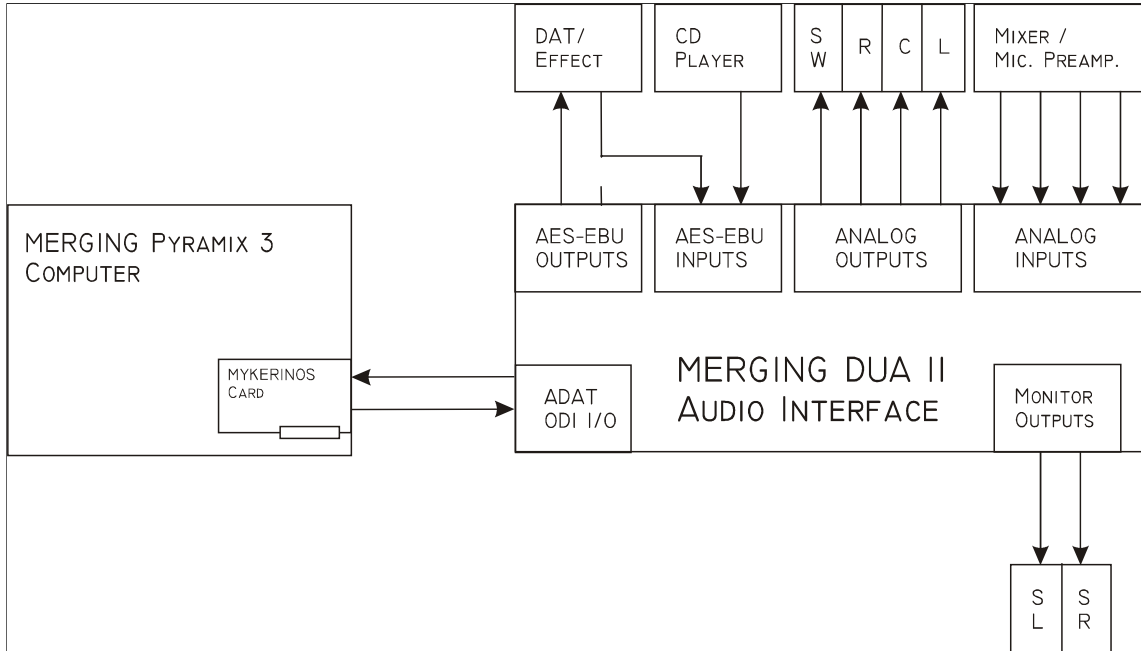 DAT/
EFFECT
CD
PLAYER
S
W
R
C
L
MIXER /
MIC. PREAMP.
MERGING PYRAMIX 3
COMPUTER
AES-EBU
OUTPUTS
AES-EBU
INPUTS
ANALOG
OUTPUTS
ANALOG
INPUTS
MYKERINOS
CARD
ADAT
ODI I/O
MERGING DUA II
AUDIO INTERFACE
MONITOR
OUTPUTS
S
L
S
R